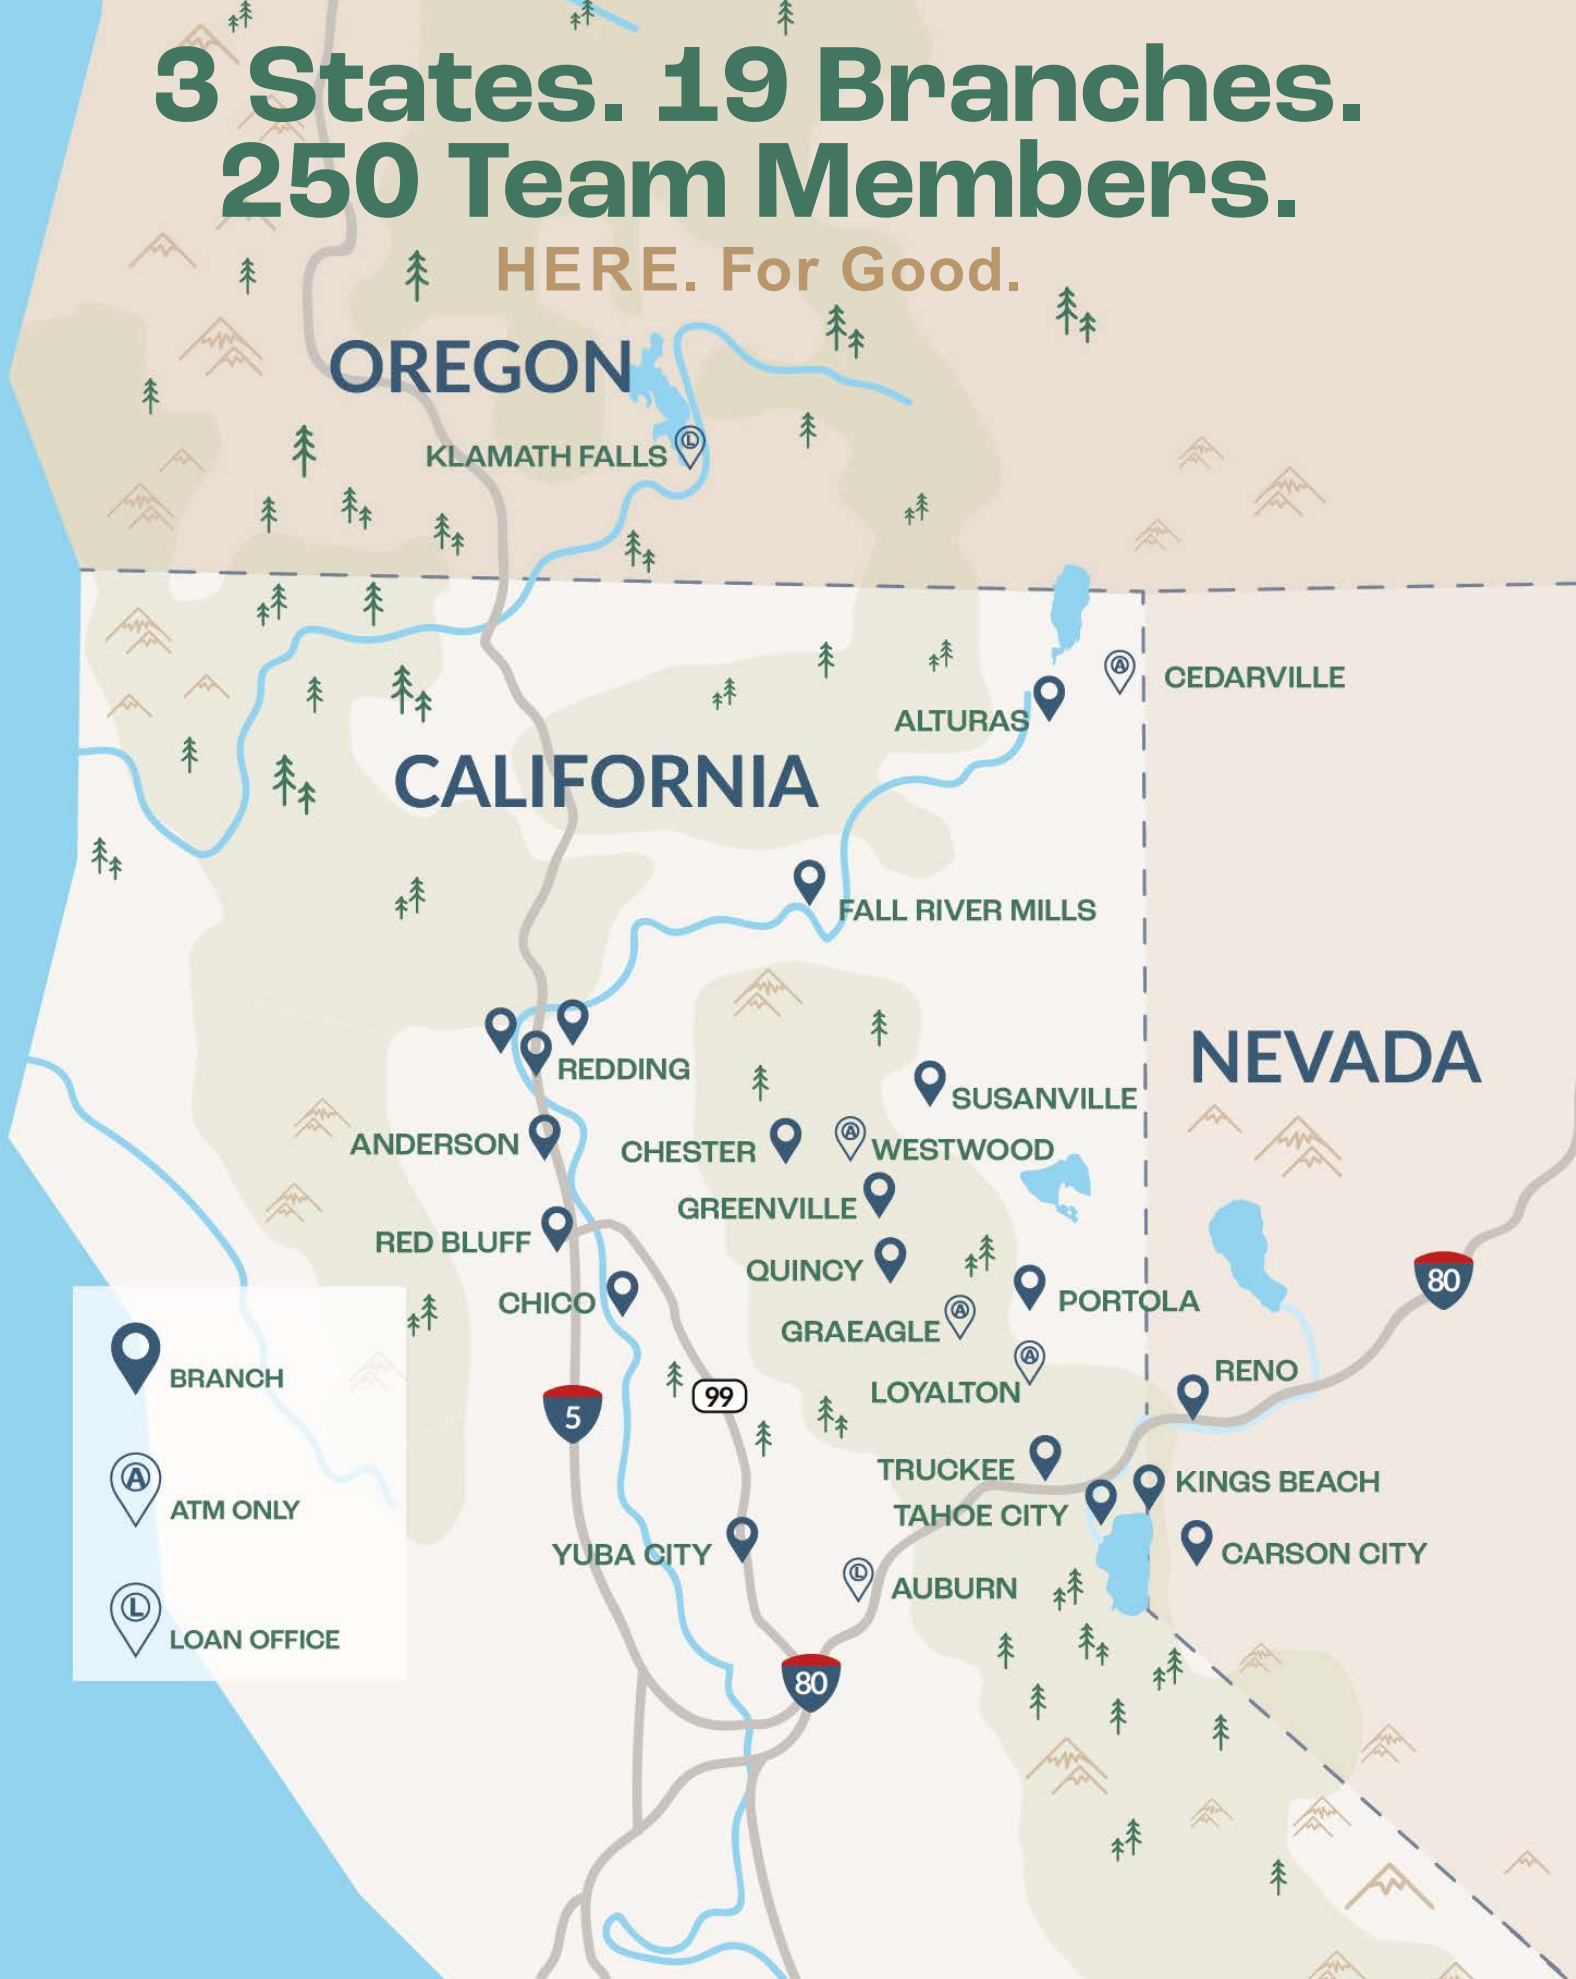 3 States. 19 Branches.
250 Team Members.
HERE. For Good.
OREGON
KLAMATH FALLS
L
A
CEDARVILLE
ALTURAS
CALIFORNIA
FALL RIVER MILLS
NEVADA
REDDING
SUSANVILLE
ANDERSON
CHESTER
A
WESTWOOD
GREENVILLE
RED BLUFF
QUINCY
80
CHICO
PORTOLA
GRAEAGLE
A
BRANCH
LOYALTON
A
RENO
5
99
TRUCKEE
KINGS BEACH
A
ATM ONLY
TAHOE CITY
YUBA CITY
CARSON CITY
L
AUBURN
L
LOAN OFFICE
80